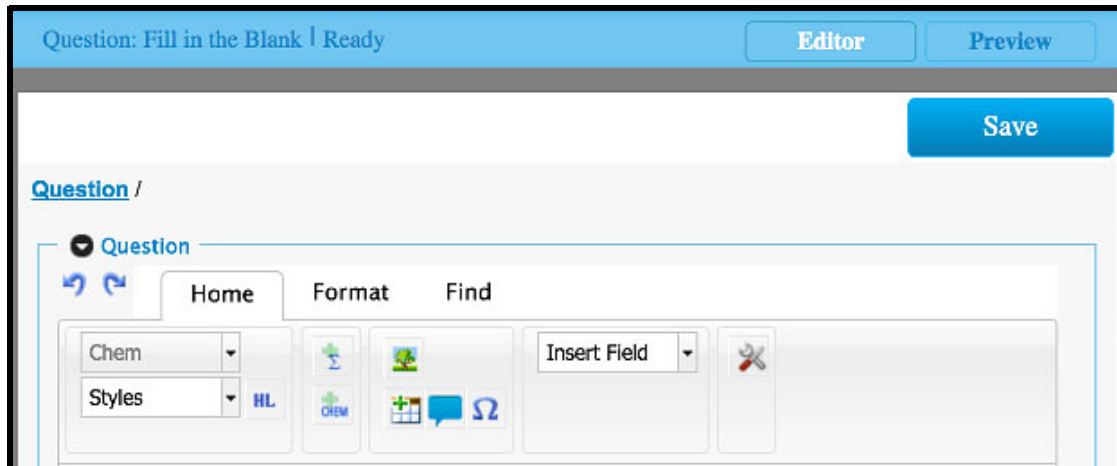 Question: Fill in the Blank | Ready
Editor
Preview
Save
Question /
Question
Home
Format
Find
Chem
Insert Field
Σ
Styles
HL
CHEM
Ω